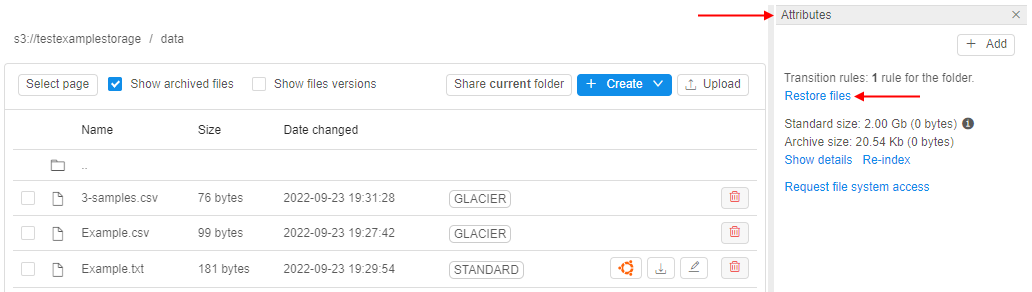 s3://testexamplestorage / data
Select page Show archived files Show files versions Share current folder + Create Upload
Name Size Date changed
..
3-samples.csv 76 bytes 2022-09-23 19:31:28 GLACIER
Example.csv 99 bytes 2022-09-23 19:27:42 GLACIER
Example.txt 181 bytes 2022-09-23 19:29:54 STANDARD
Attributes
+ Add
Transition rules: 1 rule for the folder.
Restore files
Standard size: 2.00 Gb (0 bytes)
Archive size: 20.54 Kb (0 bytes)
Show details Re-index
Request file system access